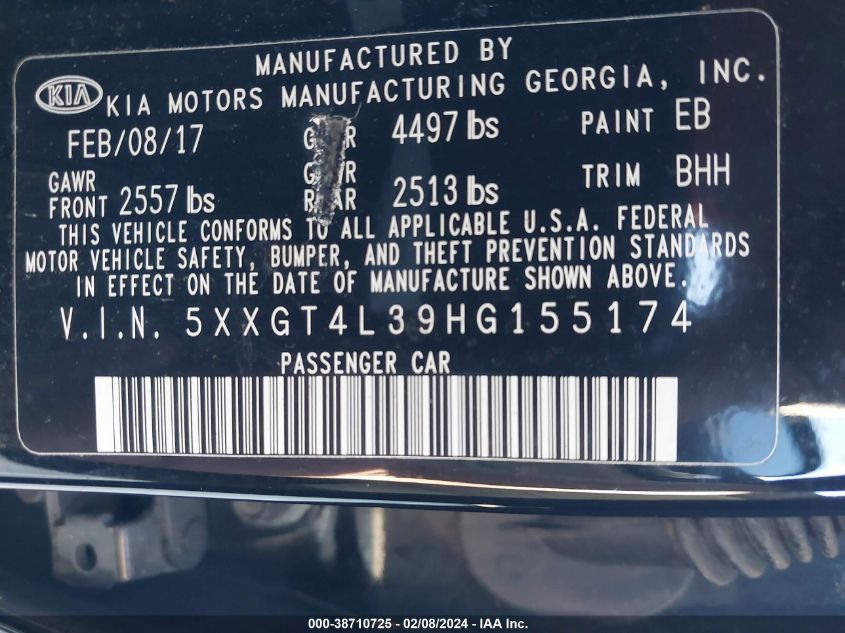 MANUFACTURED BY
KIA KIA MOTORS MANUFACTURING GEORGIA, INC.
FEB/08/17 4497 lbs PAINT EB
GAWR
FRONT 2557 lbs 2513 lbs TRIM BHH
THIS VEHICLE CONFORMS TO ALL APPLICABLE U.S.A. FEDERAL
MOTOR VEHICLE SAFETY, BUMPER, AND THEFT PREVENTION STANDARDS
IN EFFECT ON THE DATE OF MANUFACTURE SHOWN ABOVE.
V.I.N. 5XXGT4L39HG155174
PASSENGER CAR
000-38710725 - 02/08/2024 - IAA Inc.